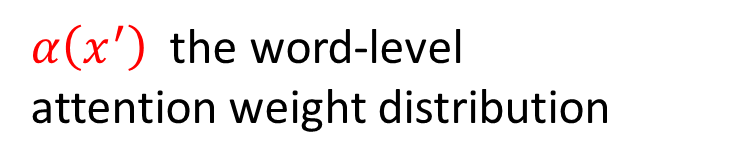 α(x′) the word-level
attention weight distribution